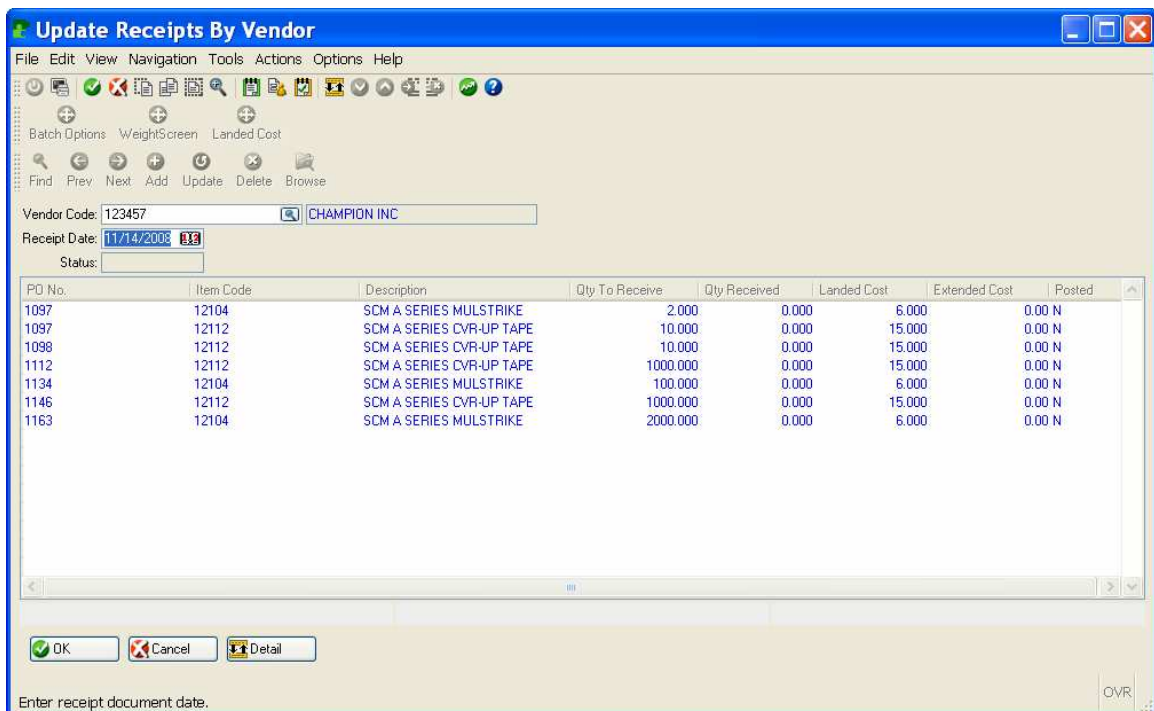 Update Receipts By Vendor
File Edit View Navigation Tools Actions Options Help
Batch Options WeightScreen Landed Cost
Find Prev Next Add Update Delete Browse
Vendor Code: 123457 CHAMPION INC
Receipt Date: 11/14/2008
Status:
PO No. Item Code Description Qty To Receive Qty Received Landed Cost Extended Cost Posted
1097 12104 SCM A SERIES MULSTRIKE 2.000 0.000 6.000 0.00 N
1097 12112 SCM A SERIES CVR-UP TAPE 10.000 0.000 15.000 0.00 N
1098 12112 SCM A SERIES CVR-UP TAPE 10.000 0.000 15.000 0.00 N
1112 12112 SCM A SERIES CVR-UP TAPE 1000.000 0.000 15.000 0.00 N
1134 12104 SCM A SERIES MULSTRIKE 100.000 0.000 6.000 0.00 N
1146 12112 SCM A SERIES CVR-UP TAPE 1000.000 0.000 15.000 0.00 N
1163 12104 SCM A SERIES MULSTRIKE 2000.000 0.000 6.000 0.00 N
OK Cancel Detail
Enter receipt document date. OVR